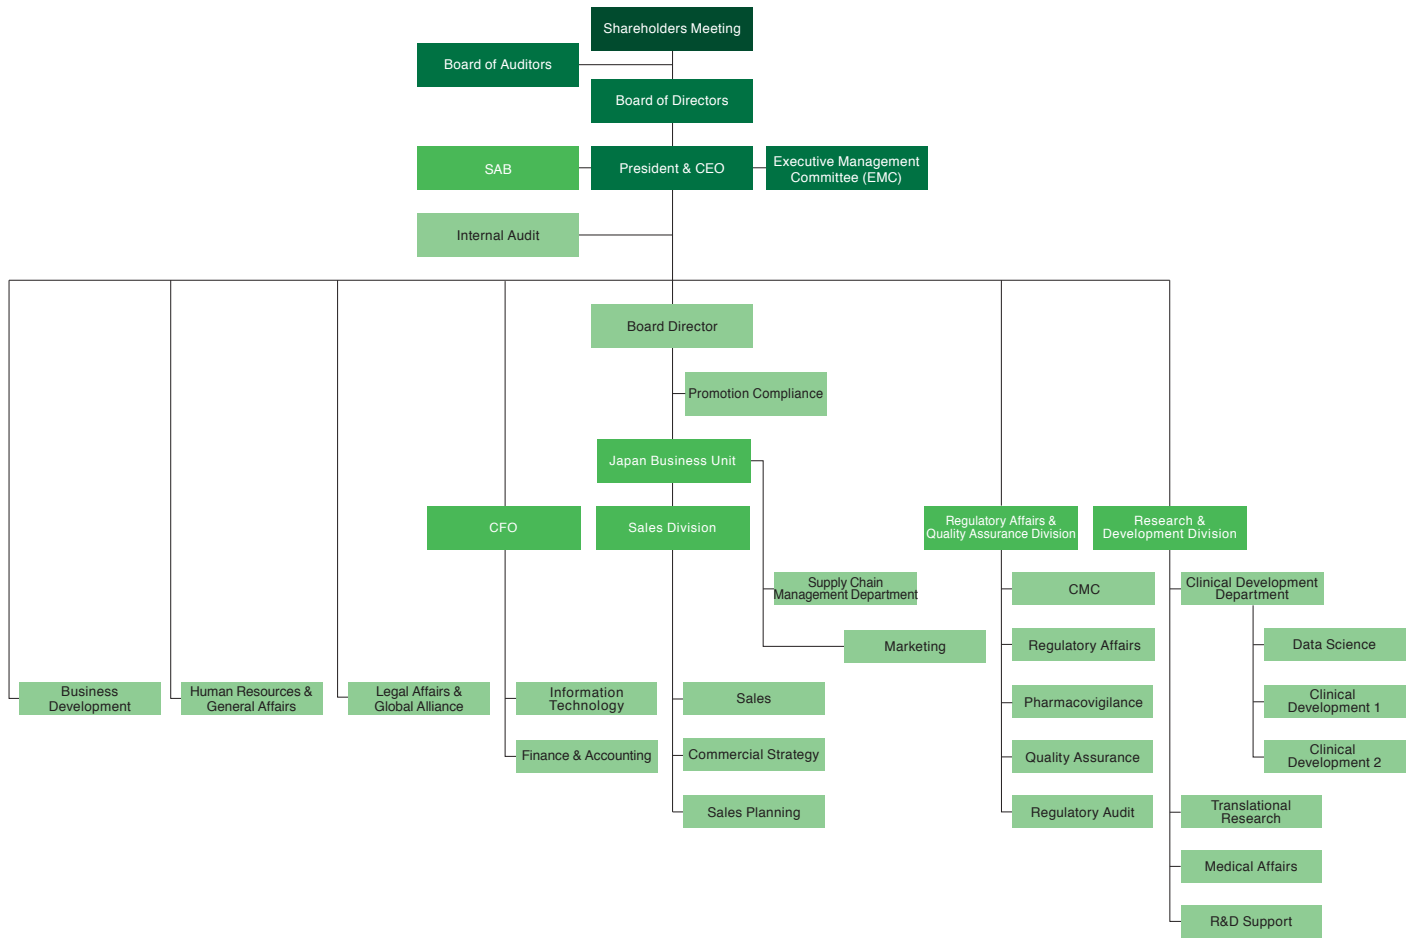 Shareholders Meeting
Board of Auditors
Board of Directors
SAB
President & CEO
Executive Management
Committee (EMC)
Internal Audit
Board Director
Promotion Compliance
Japan Business Unit
CFO
Sales Division
Regulatory Affairs &
Quality Assurance Division
Research &
Development Division
Supply Chain
Management Department
CMC
Clinical Development
Department
Marketing
Regulatory Affairs
Data Science
Business
Development
Human Resources &
General Affairs
Legal Affairs &
Global Alliance
Information
Technology
Sales
Pharmacovigilance
Clinical
Development 1
Finance & Accounting
Commercial Strategy
Quality Assurance
Clinical
Development 2
Sales Planning
Regulatory Audit
Translational
Research
Medical Affairs
R&D Support